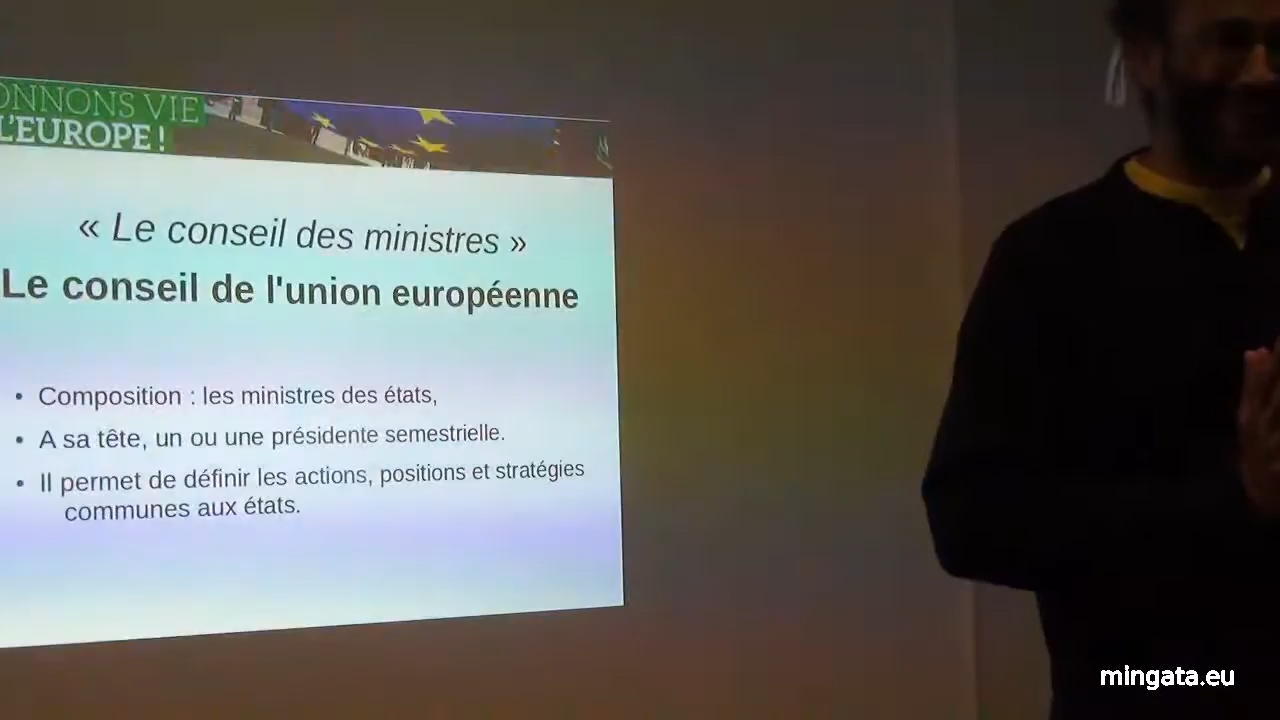 ONNONS VIE
L'EUROPE !
« Le conseil des ministres »
Le conseil de l'union européenne
• Composition : les ministres des états,
• A sa tête, un ou une présidente semestrielle.
• Il permet de définir les actions, positions et stratégies
communes aux états.
mingata.eu